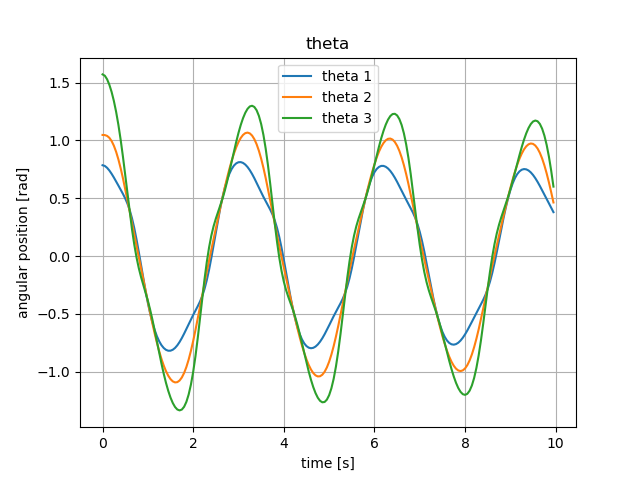 theta
theta 1
theta 2
theta 3
angular position [rad]
1.5
1.0
0.5
0.0
−0.5
−1.0
0 2 4 6 8 10
time [s]